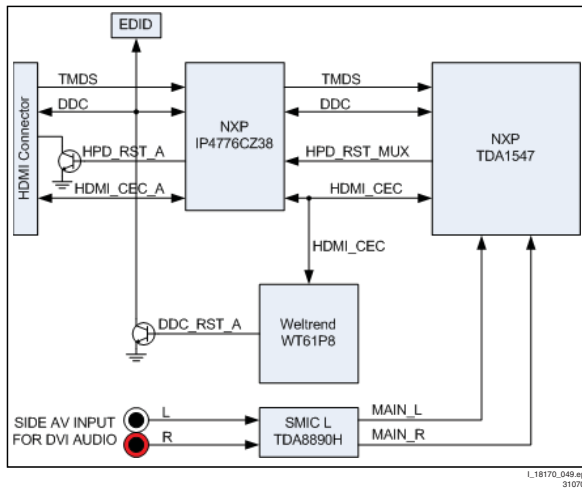 EDID
TMDS
DDC
HPD_RST_A
HDMI_CEC_A
HDMI Connector
NXP
IP4776CZ38
TMDS
DDC
HPD_RST_MUX
HDMI_CEC
NXP
TDA1547
HDMI_CEC
DDC_RST_A
Weltrend
WT61P8
SIDE AV INPUT
FOR DVI AUDIO
L
R
SMIC L
TDA8890H
MAIN_L
MAIN_R
I_18170_049.e
3107